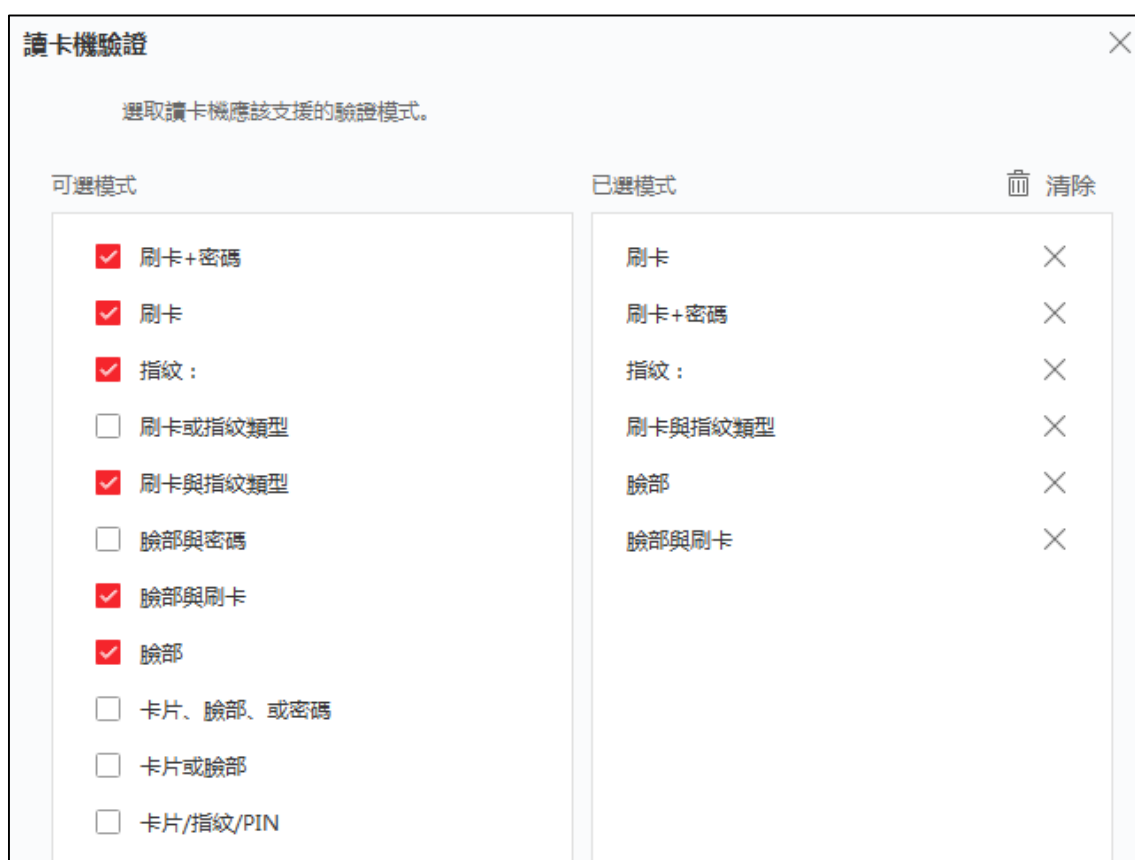 讀卡機驗證
選取讀卡機應該支援的驗證模式。
可選模式
刷卡+密碼
刷卡
指紋：
刷卡或指紋類型
刷卡與指紋類型
臉部與密碼
臉部與刷卡
臉部
卡片、臉部、或密碼
卡片或臉部
卡片/指紋/PIN
已選模式
清除
刷卡
刷卡+密碼
指紋：
刷卡與指紋類型
臉部
臉部與刷卡